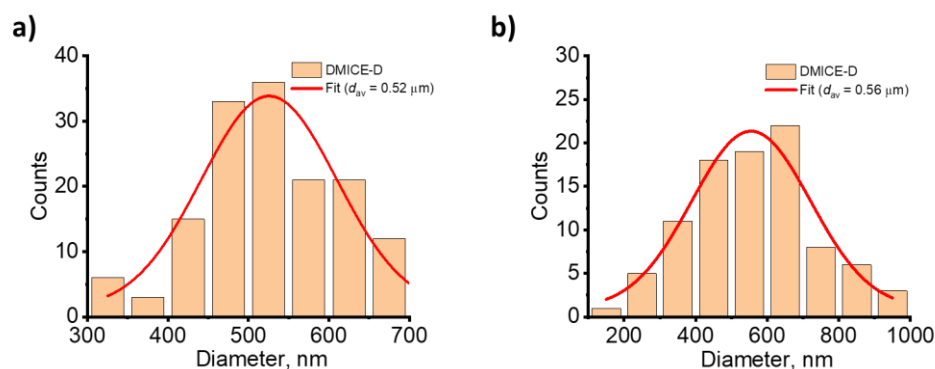 a)
40
30
20
10
0
Counts
DMICE-D
Fit (dav = 0.52 μm)
300 400 500 600 700
Diameter, nm
b)
30
25
20
15
10
5
0
Counts
DMICE-D
Fit (dav = 0.56 μm)
200 400 600 800 1000
Diameter, nm